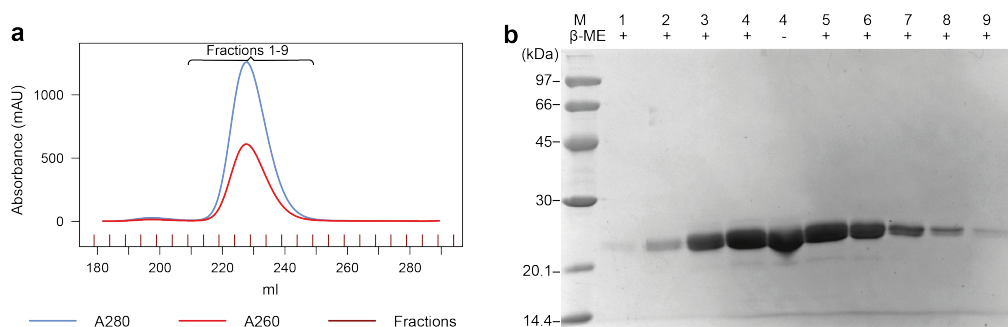 a
Fractions 1-9
Absorbance (mAU)
1000
500
0
180 200 220 240 260 280
ml
A280 A260 Fractions
b
M 1 2 3 4 4 5 6 7 8 9
β-ME + + + + - + + + + +
(kDa)
97–
66–
45–
30–
20.1–
14.4–